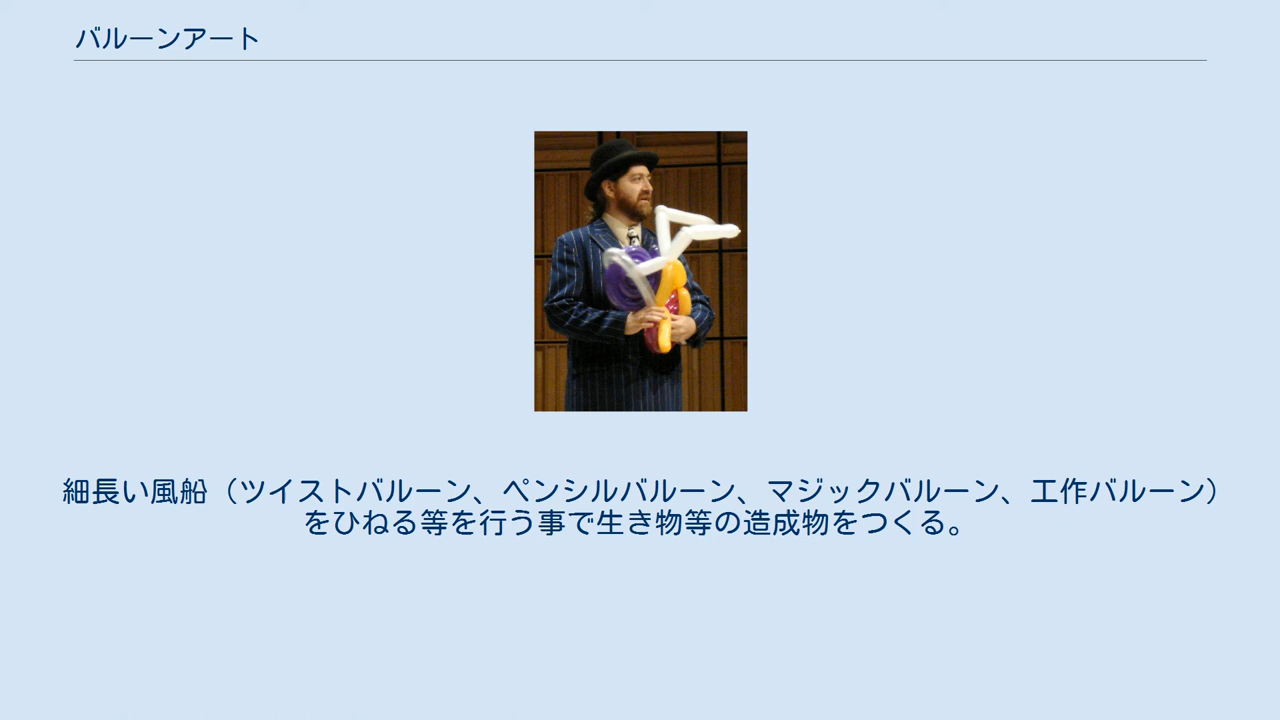 バルーンアート
細長い風船（ツイストバルーン、ペンシルバルーン、マジックバルーン、工作バルーン）
をひねる等を行う事で生き物等の造成物をつくる。